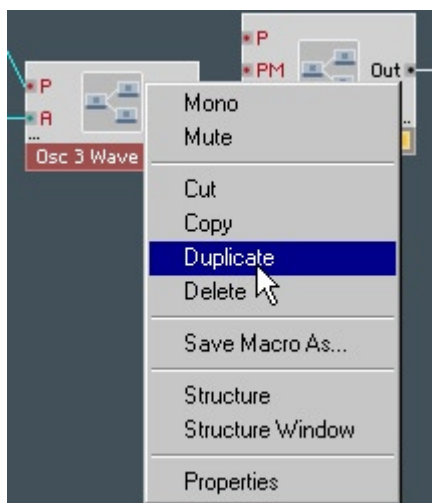 P
PM Out
P
A
...
...
Osc 3 Wave
Mono
Mute
Cut
Copy
Duplicate
Delete
Save Macro As...
Structure
Structure Window
Properties